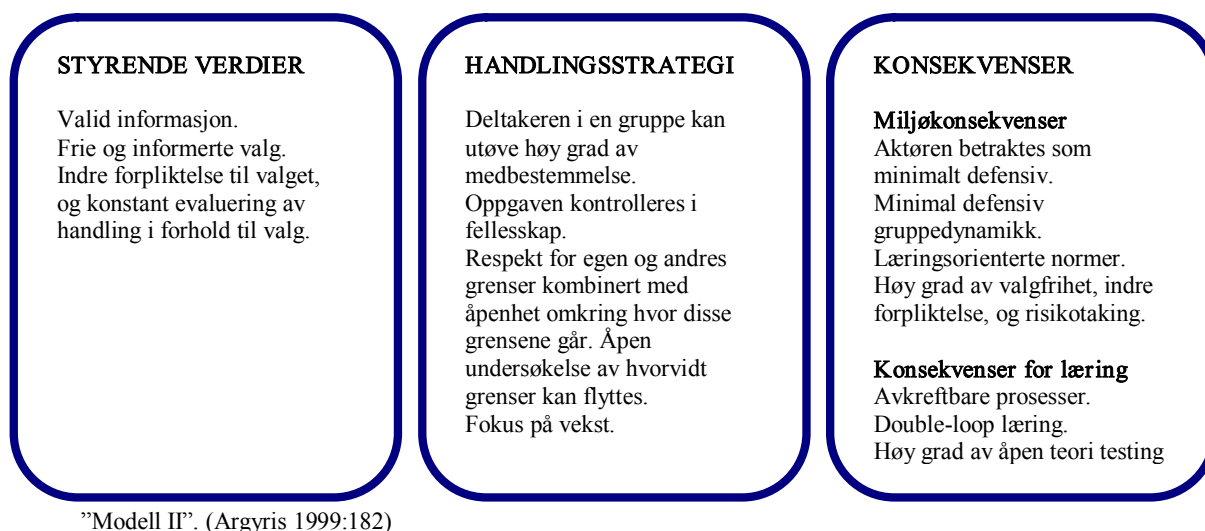 STYRENDE VERDIER
Valid informasjon.
Frie og informerte valg.
Indre forpliktelse til valget,
og konstant evaluering av
handling i forhold til valg.
HANDLINGSSTRATEGI
Deltakeren i en gruppe kan
utøve høy grad av
medbestemmelse.
Oppgaven kontrolleres i
fellesskap.
Respekt for egen og andres
grenser kombinert med
åpenhet omkring hvor disse
grensene går. Åpen
undersøkelse av hvorvidt
grenser kan flyttes.
Fokus på vekst.
KONSEKVENSER
Miljøkonsekvenser
Aktøren betraktes som
minimalt defensiv.
Minimal defensiv
gruppedynamikk.
Læringsorienterte normer.
Høy grad av valgfrihet, indre
forpliktelse, og risikotaking.
Konsekvenser for læring
Avkreftbare prosesser.
Double-loop læring.
Høy grad av åpen teori testing
”Modell II”. (Argyris 1999:182)